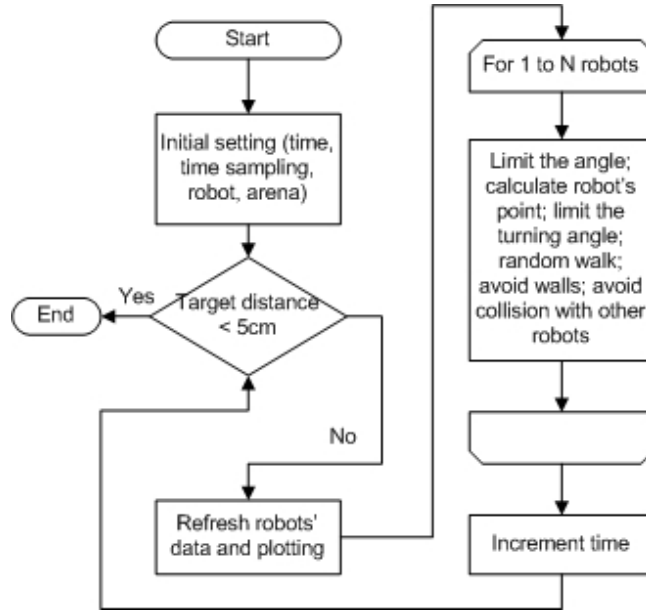 Start
Initial setting (time,
time sampling,
robot, arena)
Target distance
< 5cm
Yes
End
No
Refresh robots'
data and plotting
For 1 to N robots
Limit the angle;
calculate robot's
point; limit the
turning angle;
random walk;
avoid walls; avoid
collision with other
robots
Increment time